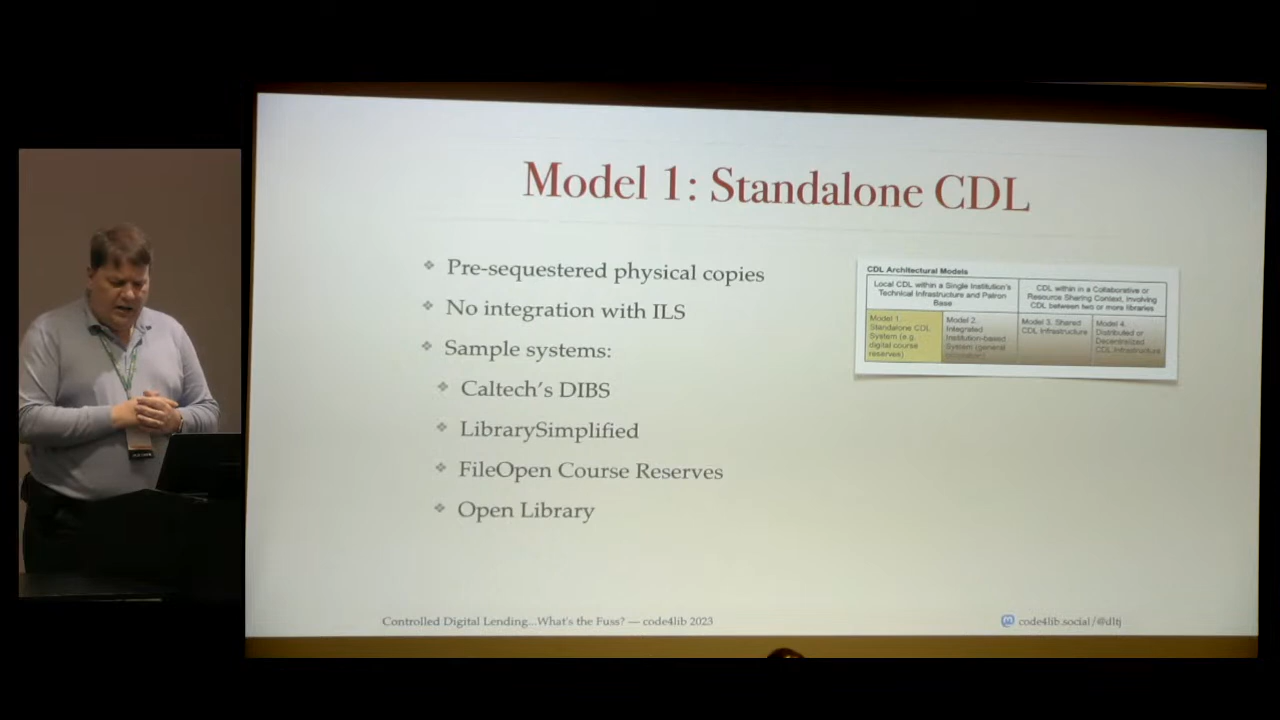 Model 1: Standalone CDL
Pre-sequestered physical copies
No integration with ILS
Sample systems:
Caltech's DIBS
LibrarySimplified
FileOpen Course Reserves
Open Library
CDL Architectural Models
Local CDL within a Single Institution's
Technical Infrastructure and Patron
Base
CDL within in a Collaborative or
Resource Sharing Context, Involving
CDL between two or more libraries
Model 1.
Standalone CDL
System (e.g.
digital course
reserves)
Model 2.
Integrated
Institution-based
System (general
Model 3. Shared
CDL Infrastructure
Model 4.
Distributed or
Decentralized
CDL Infrastructure
Controlled Digital Lending...What's the Fuss? — code4lib 2023
code4lib.social/@dltj